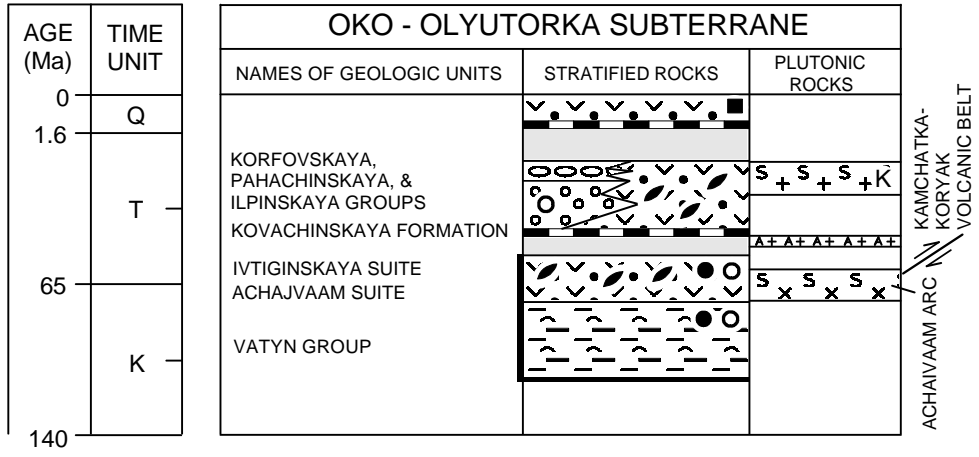 AGE
(Ma)
TIME
UNIT
0
1.6
65
140
Q
T
K
OKO - OLYUTORKA SUBTERRANE
NAMES OF GEOLOGIC UNITS
STRATIFIED ROCKS
PLUTONIC
ROCKS
KORFOVSKAYA,
PAHACHINSKAYA, &
ILPINSKAYA GROUPS
KOVACHINSKAYA FORMATION
IVTIGINSKAYA SUITE
ACHAJVAAM SUITE
VATYN GROUP
S + S + S + K
A+ A+ A+ A+ A+
S S S
x x x
KAMCHATKA-
KORYAK
VOLCANIC BELT
ACHAIVAAM ARC